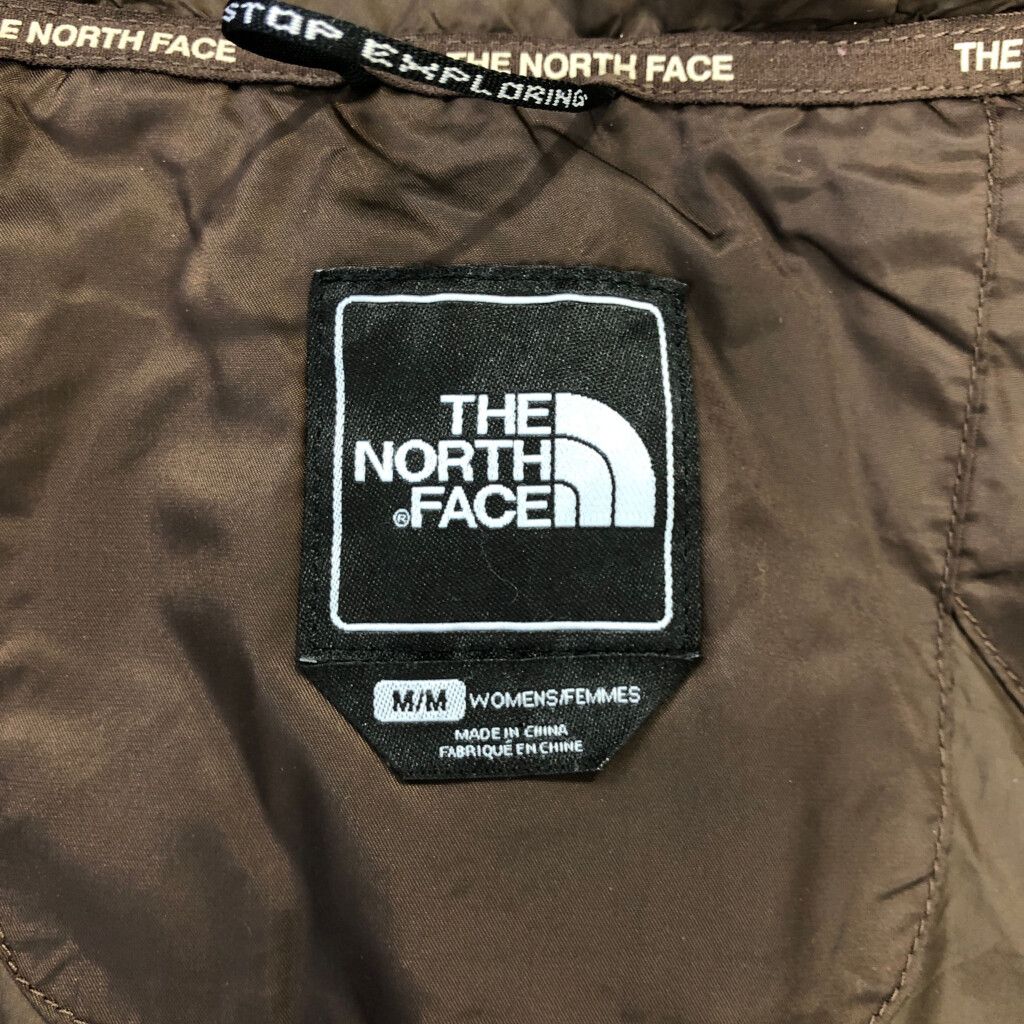 STOP EXPLORING
E NORTH FACE
THE NORTH FACE
THE
THE
NORTH
®FACE
M/M WOMENS/FEMMES
MADE IN CHINA
FABRIQUÉ EN CHINE